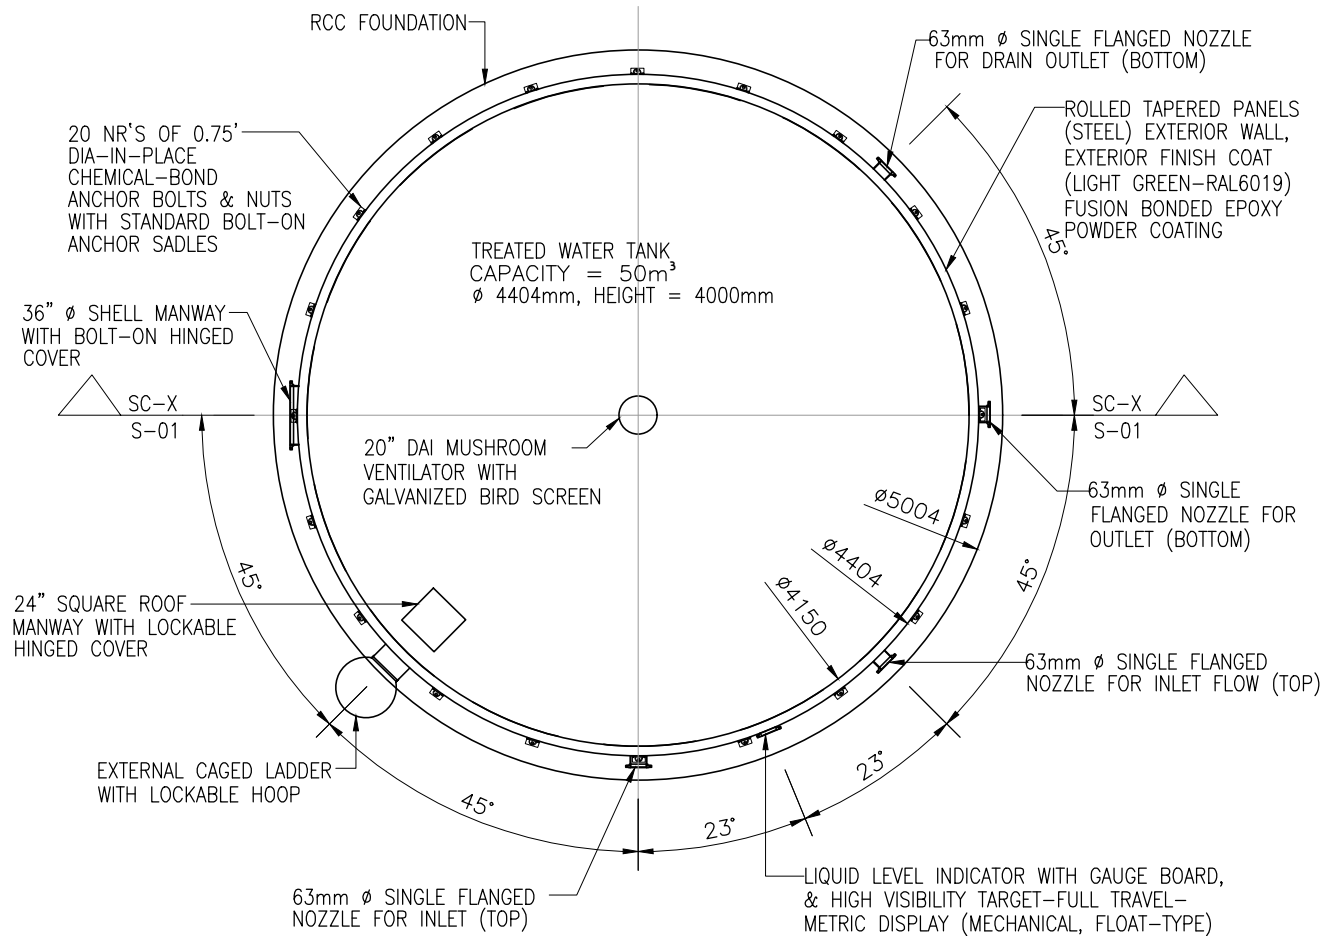 RCC FOUNDATION
63mm ø SINGLE FLANGED NOZZLE
FOR DRAIN OUTLET (BOTTOM)
ROLLED TAPERED PANELS
(STEEL) EXTERIOR WALL,
EXTERIOR FINISH COAT
(LIGHT GREEN-RAL6019)
FUSION BONDED EPOXY
POWDER COATING
20 NR'S OF 0.75'
DIA-IN-PLACE
CHEMICAL-BOND
ANCHOR BOLTS & NUTS
WITH STANDARD BOLT-ON
ANCHOR SADLES
45°
TREATED WATER TANK
CAPACITY = 50m³
ø 4404mm, HEIGHT = 4000mm
36" ø SHELL MANWAY
WITH BOLT-ON HINGED
COVER
SC-X
S-01
SC-X
S-01
20" DAI MUSHROOM
VENTILATOR WITH
GALVANIZED BIRD SCREEN
63mm ø SINGLE
FLANGED NOZZLE FOR
OUTLET (BOTTOM)
ø5004
ø4404
ø4150
45°
45°
24" SQUARE ROOF
MANWAY WITH LOCKABLE
HINGED COVER
63mm ø SINGLE FLANGED
NOZZLE FOR INLET FLOW (TOP)
EXTERNAL CAGED LADDER
WITH LOCKABLE HOOP
45°
23°
23°
63mm ø SINGLE FLANGED
NOZZLE FOR INLET (TOP)
LIQUID LEVEL INDICATOR WITH GAUGE BOARD,
& HIGH VISIBILITY TARGET-FULL TRAVEL-
METRIC DISPLAY (MECHANICAL, FLOAT-TYPE)